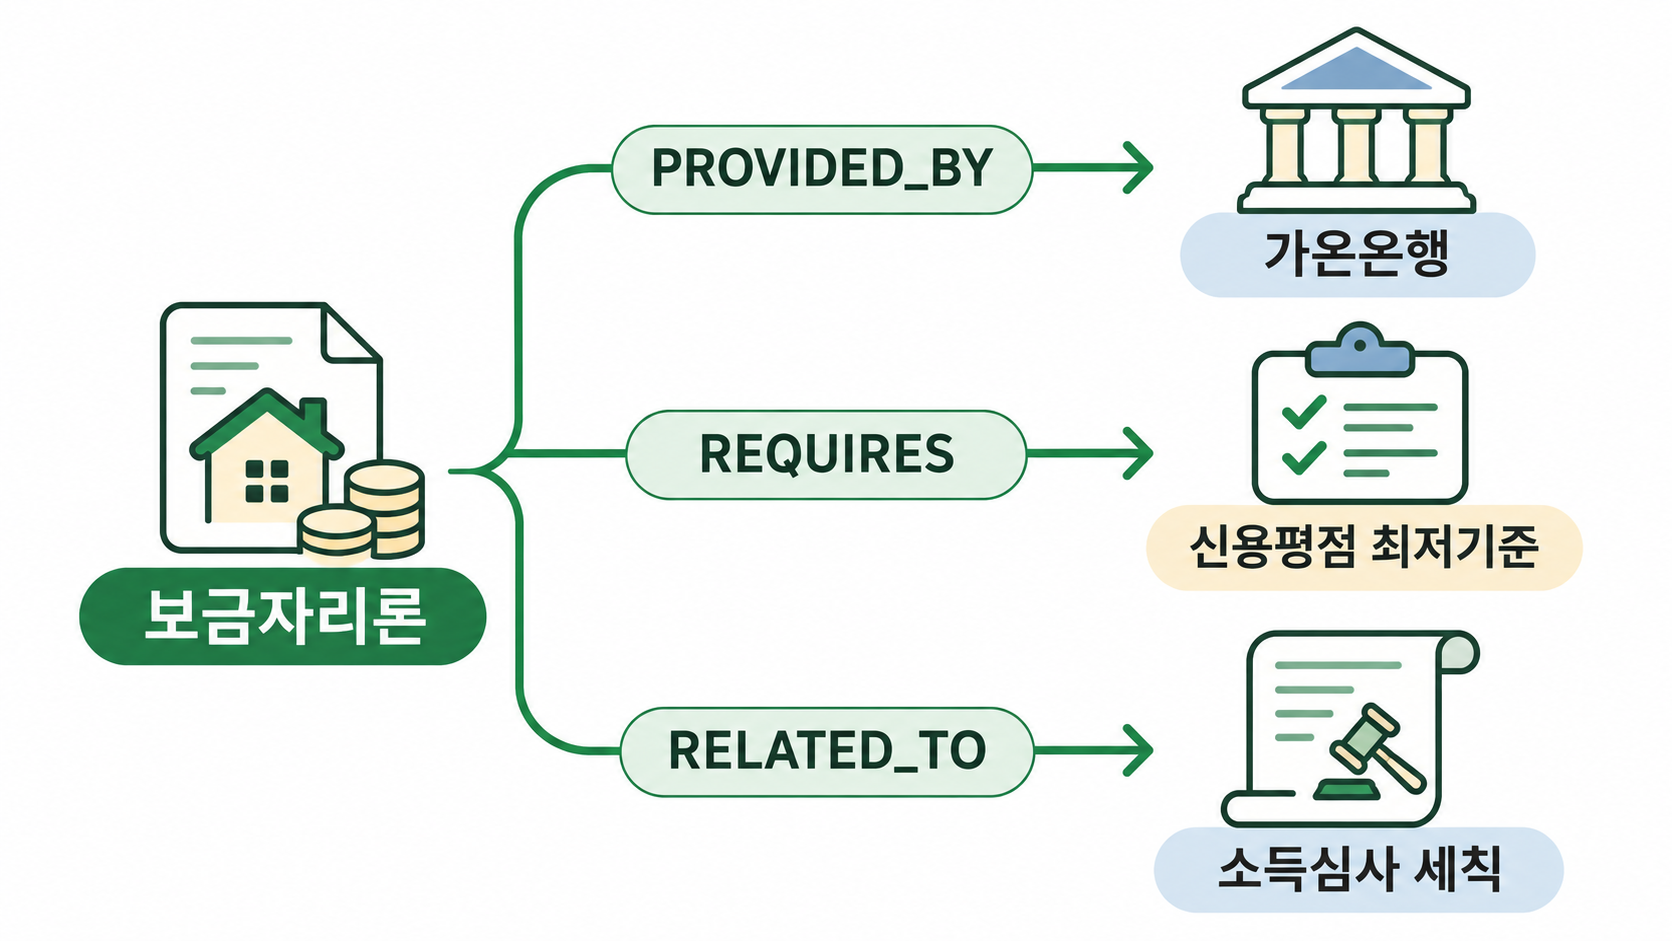 PROVIDED_BY
가온온행
REQUIRES
신용평점 최저기준
보금자리론
RELATED_TO
소득심사 세칙